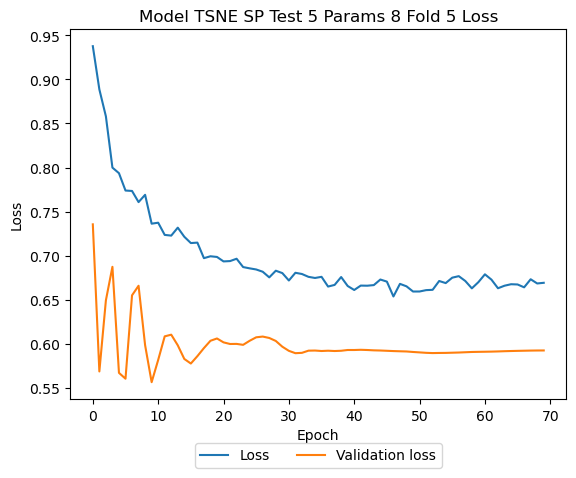 Model TSNE SP Test 5 Params 8 Fold 5 Loss
0.95
0.90
0.85
0.80
0.75
0.70
0.65
0.60
0.55
Loss
0 10 20 30 40 50 60 70
Epoch
Loss Validation loss